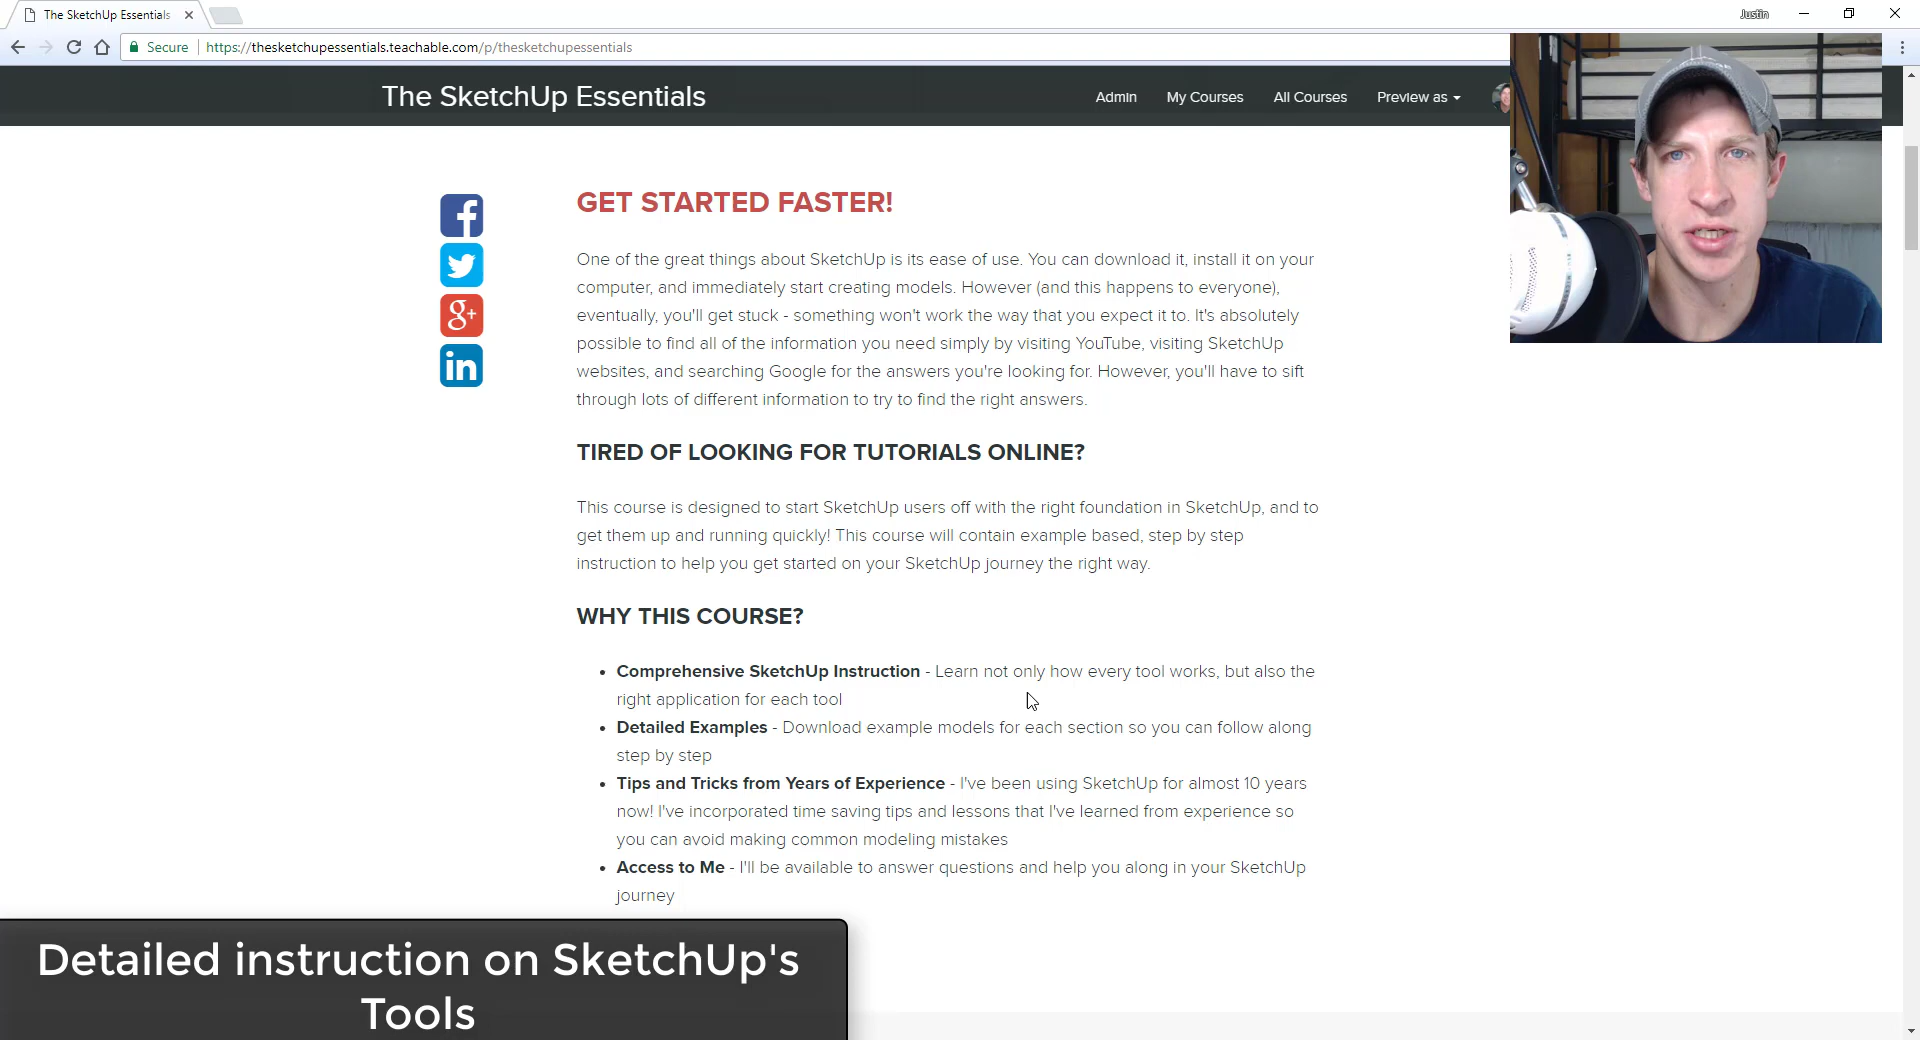 The SketchUp Essentials
Justin
Secure
https://thesketchupessentials.teachable.com/p/thesketchupessentials
The SketchUp Essentials
Admin
My Courses
All Courses
Preview as
GET STARTED FASTER!
One of the great things about SketchUp is its ease of use. You can download it, install it on your
computer, and immediately start creating models. However (and this happens to everyone),
eventually, you'll get stuck - something won't work the way that you expect it to. It's absolutely
possible to find all of the information you need simply by visiting YouTube, visiting SketchUp
websites, and searching Google for the answers you're looking for. However, you'll have to sift
through lots of different information to try to find the right answers.
TIRED OF LOOKING FOR TUTORIALS ONLINE?
This course is designed to start SketchUp users off with the right foundation in SketchUp, and to
get them up and running quickly! This course will contain example based, step by step
instruction to help you get started on your SketchUp journey the right way.
WHY THIS COURSE?
• Comprehensive SketchUp Instruction - Learn not only how every tool works, but also the
right application for each tool
• Detailed Examples - Download example models for each section so you can follow along
step by step
• Tips and Tricks from Years of Experience - I've been using SketchUp for almost 10 years
now! I've incorporated time saving tips and lessons that I've learned from experience so
you can avoid making common modeling mistakes
• Access to Me - I'll be available to answer questions and help you along in your SketchUp
journey
Detailed instruction on SketchUp's
Tools